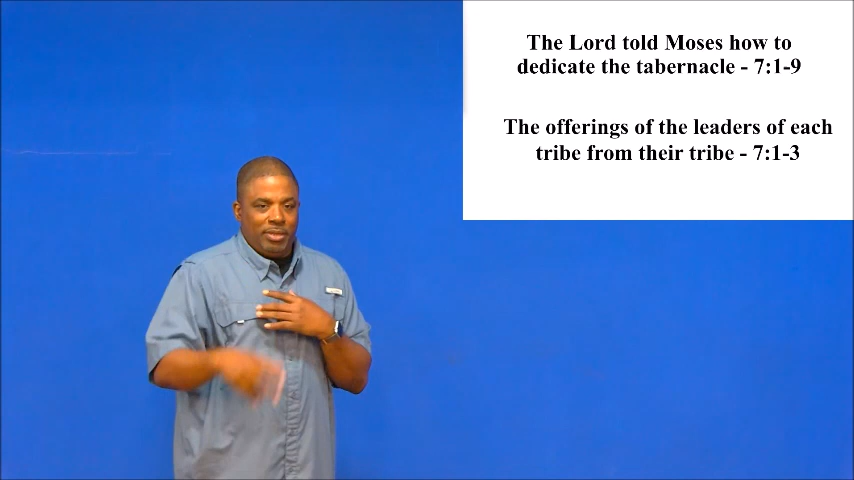 The Lord told Moses how to
dedicate the tabernacle - 7:1-9
The offerings of the leaders of each
tribe from their tribe - 7:1-3